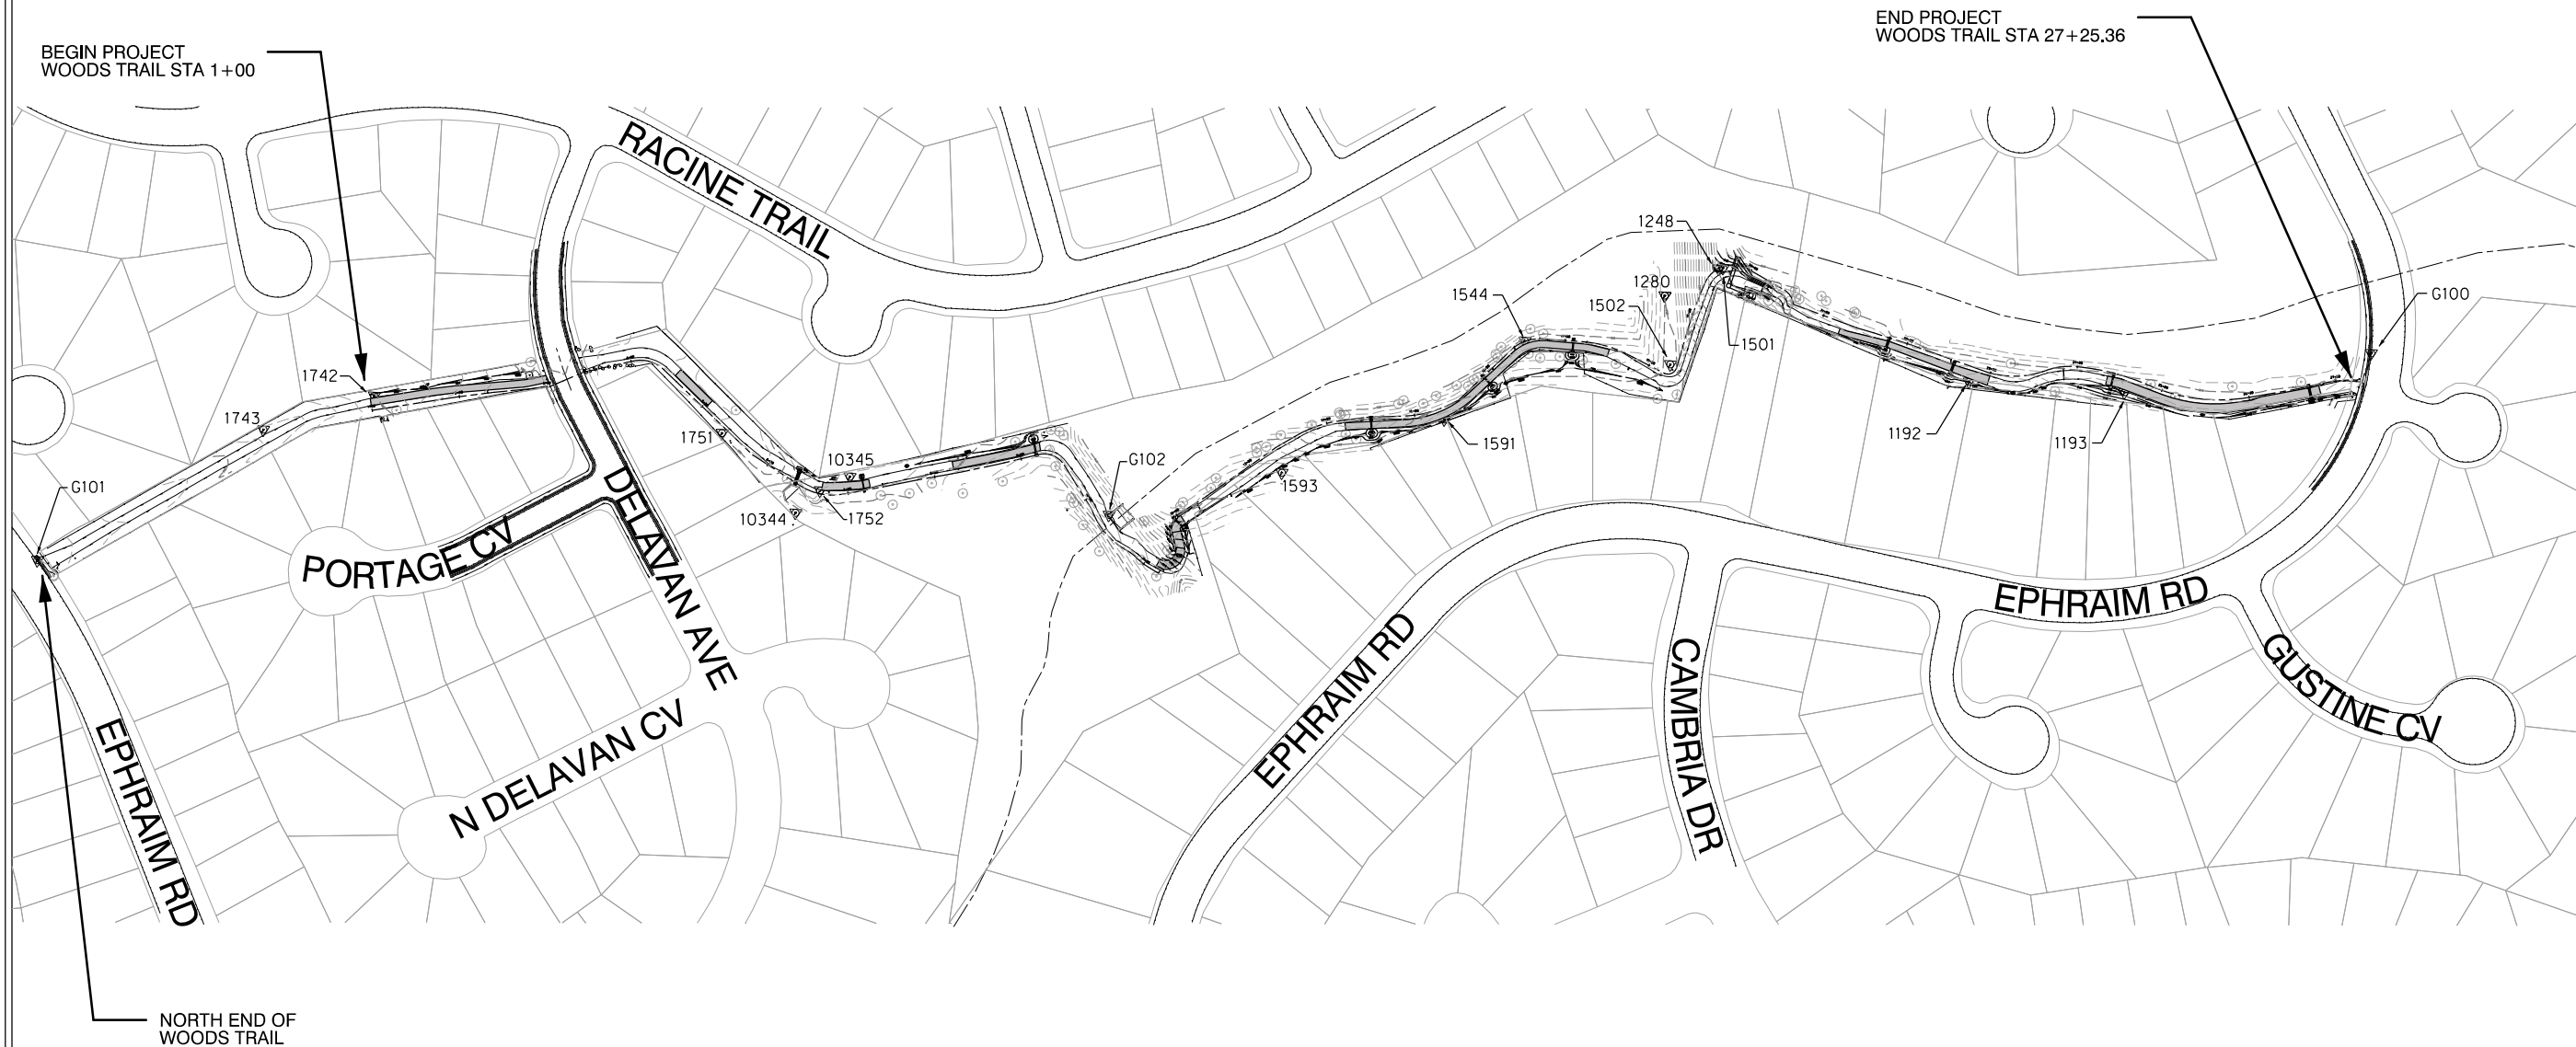 BEGIN PROJECT
WOODS TRAIL STA 1+00
END PROJECT
WOODS TRAIL STA 27+25.36
RACINE TRAIL
1248
1280
1502
1544
1501
G100
1742
1743
1751
10345
G102
1591
1192
1193
G101
10344
1752
1593
PORTAGE CV
DELAVAN AVE
EPHRAIM RD
EPHRAIM RD
CAMBRIA DR
GUSTINE CV
N DELAVAN CV
EPHRAIM RD
NORTH END OF
WOODS TRAIL